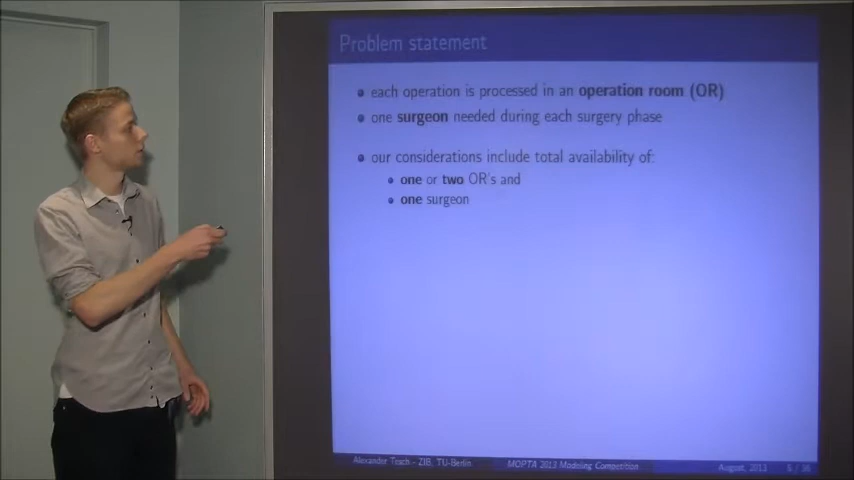 Problem statement
each operation is processed in an operation room (OR)
one surgeon needed during each surgery phase
our considerations include total availability of:
one or two OR's and
one surgeon
Alexander Tesch - ZIB, TU-Berlin MOPTA 2013 Modeling Competition August, 2013 5 / 36